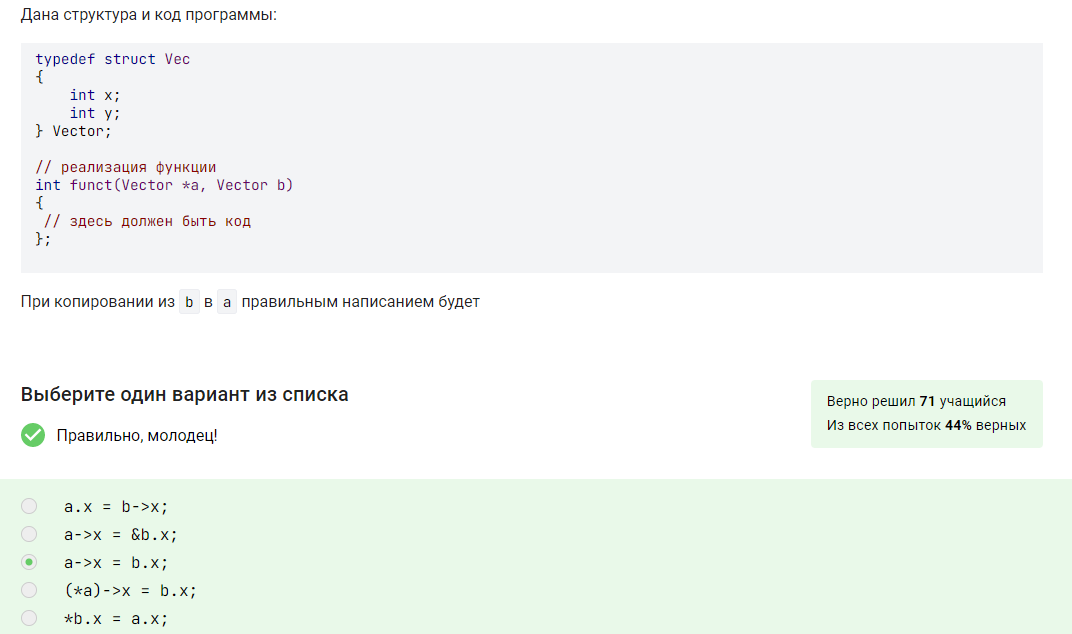 Дана структура и код программы:
typedef struct Vec
{
    int x;
    int y;
} Vector;
// реализация функции
int funct(Vector *a, Vector b)
{
 // здесь должен быть код
};
При копировании из b в a правильным написанием будет
Выберите один вариант из списка
Правильно, молодец!
Верно решил 71 учащийся
Из всех попыток 44% верных
a.x = b->x;
a->x = &b.x;
a->x = b.x;
(*a)->x = b.x;
*b.x = a.x;